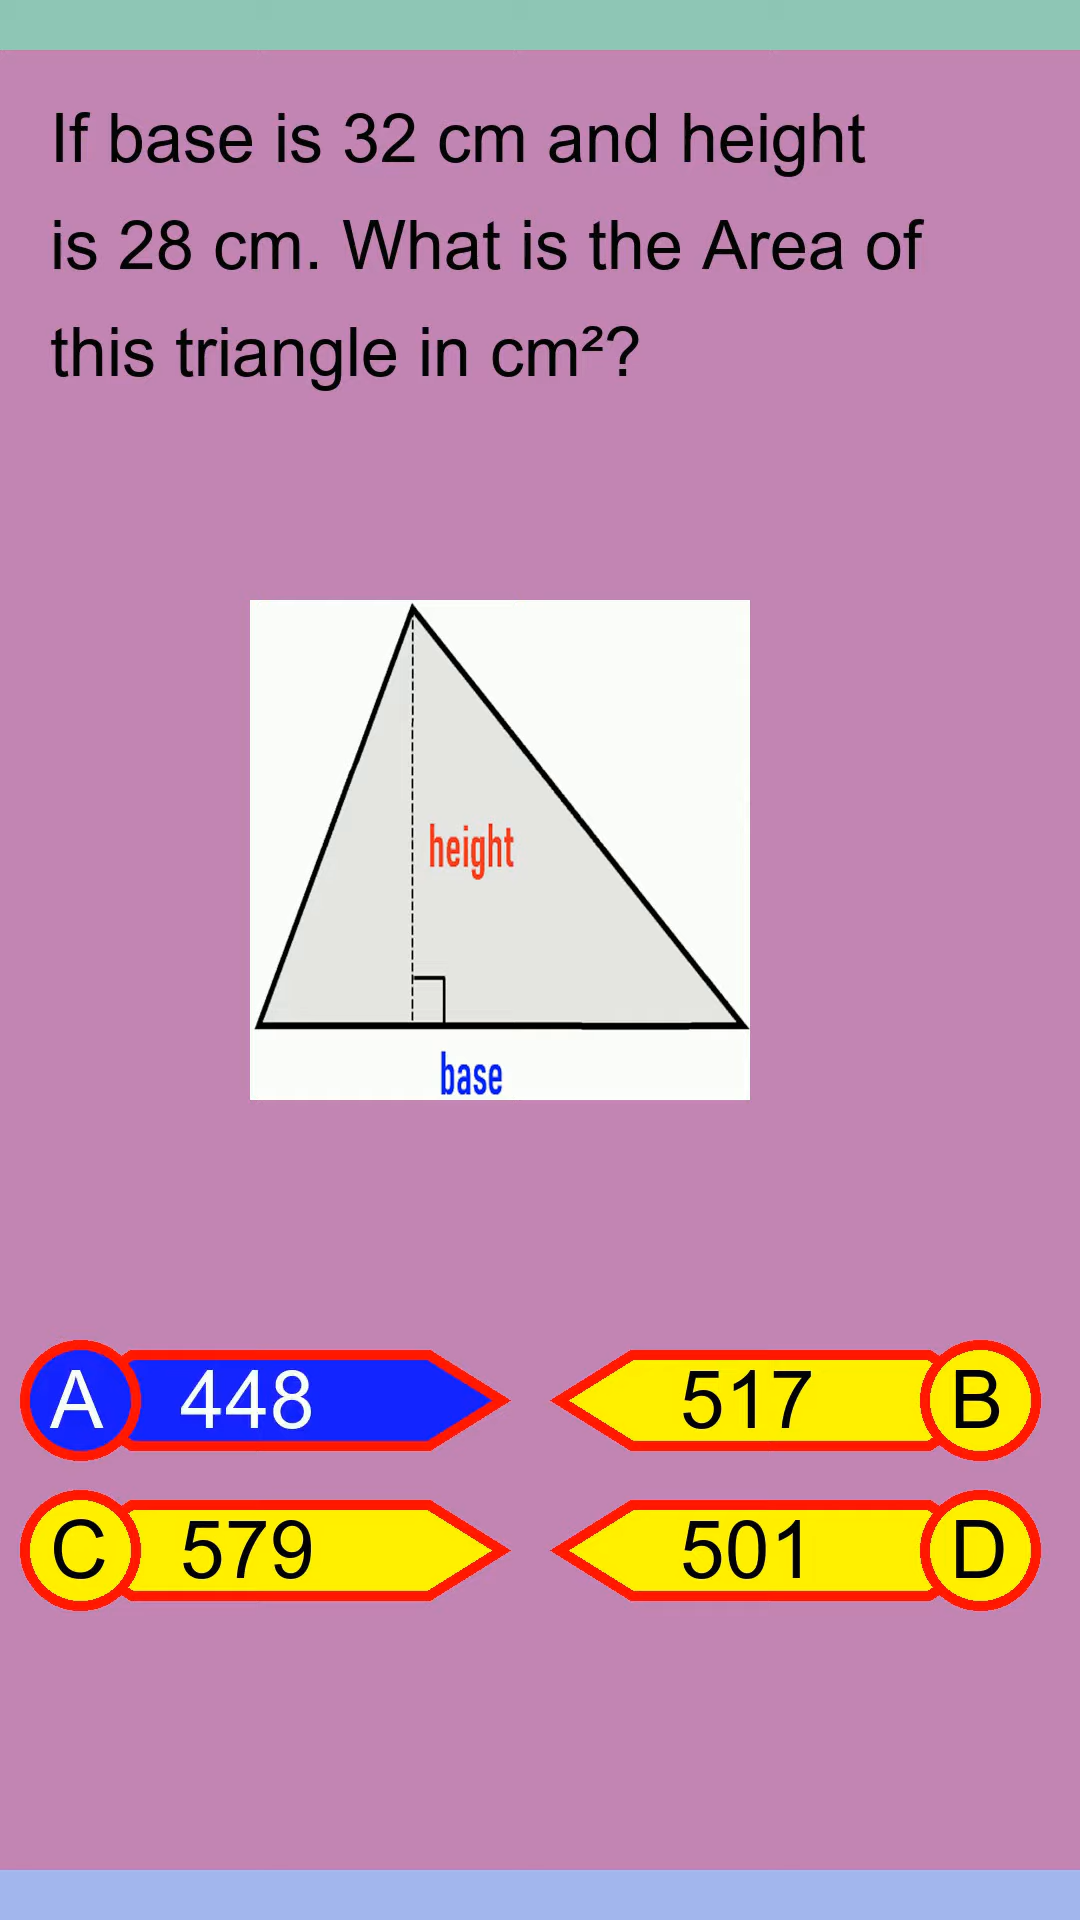 If base is 32 cm and height
is 28 cm. What is the Area of
this triangle in cm²?
height
base
A 448
517 B
C 579
501 D